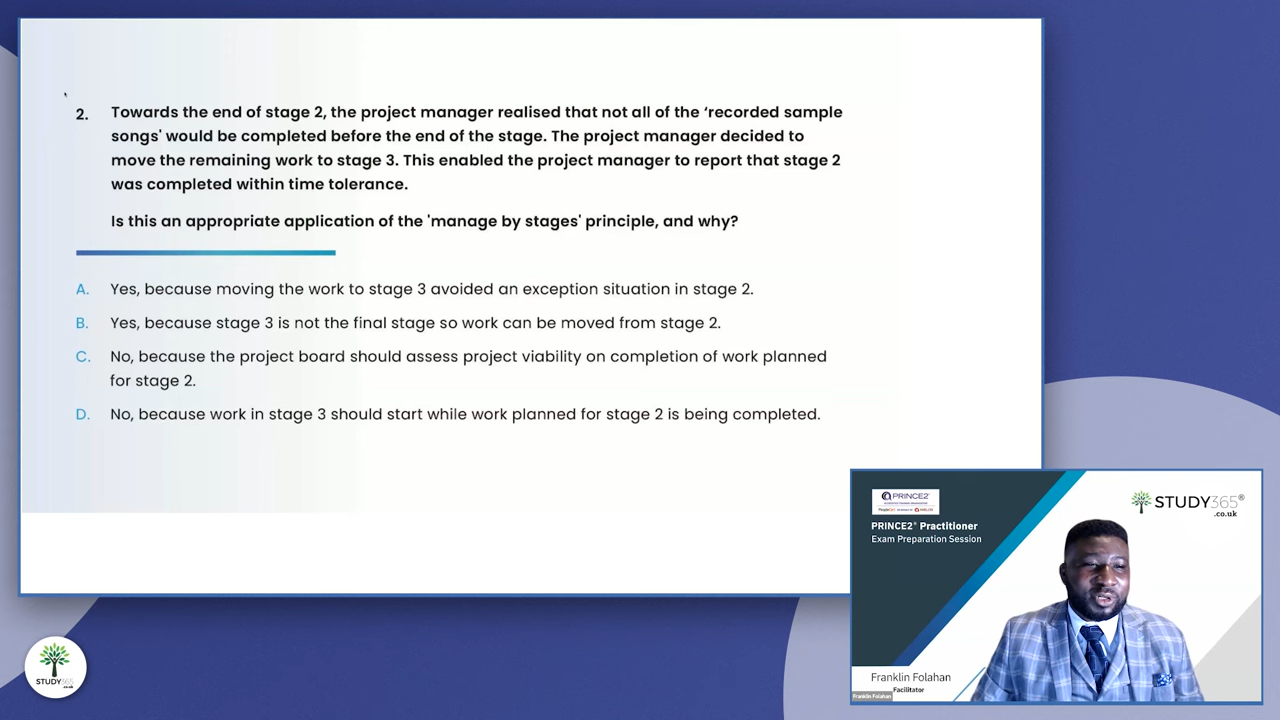 2. Towards the end of stage 2, the project manager realised that not all of the ‘recorded sample
songs' would be completed before the end of the stage. The project manager decided to
move the remaining work to stage 3. This enabled the project manager to report that stage 2
was completed within time tolerance.
Is this an appropriate application of the 'manage by stages' principle, and why?
A. Yes, because moving the work to stage 3 avoided an exception situation in stage 2.
B. Yes, because stage 3 is not the final stage so work can be moved from stage 2.
C. No, because the project board should assess project viability on completion of work planned
for stage 2.
D. No, because work in stage 3 should start while work planned for stage 2 is being completed.
PRINCE2®
PRINCE2® Practitioner
Exam Preparation Session
STUDY365®
.co.uk
Franklin Folahan
Facilitator
Franklin Folahan
STUDY365
.co.uk